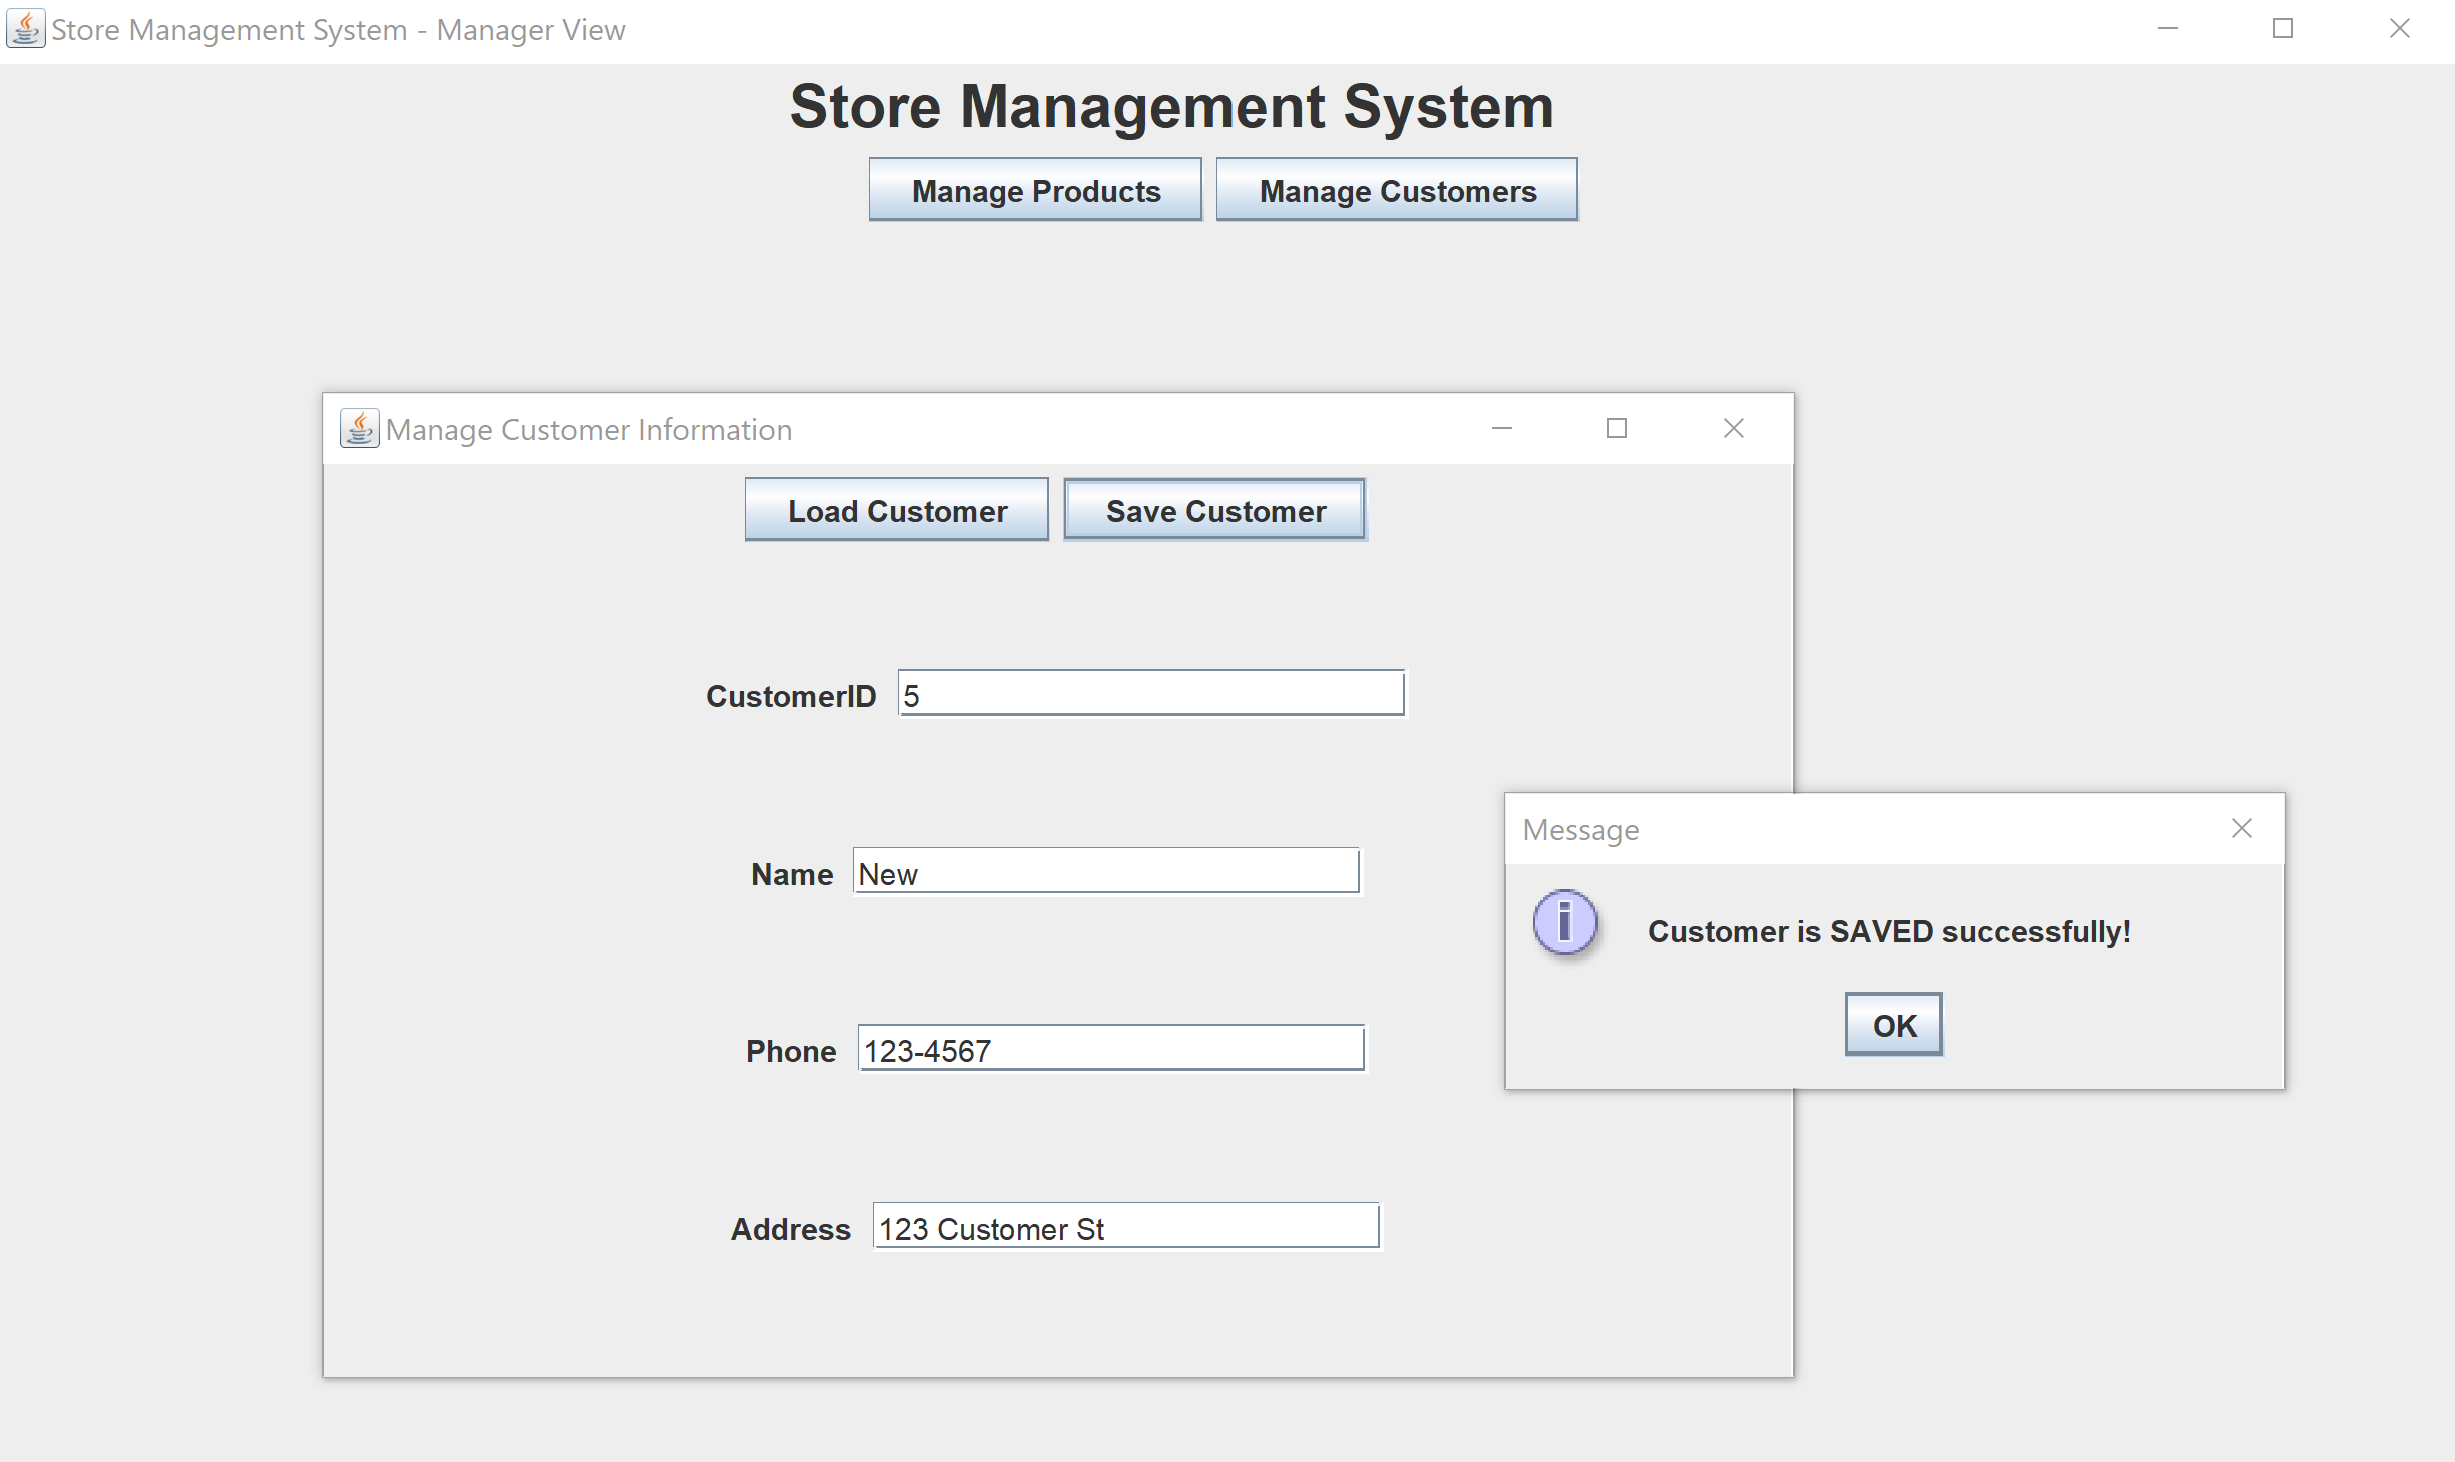 Store Management System - Manager View
Store Management System
Manage Products Manage Customers
Manage Customer Information
Load Customer Save Customer
CustomerID 5
Name New
Phone 123-4567
Address 123 Customer St
Message
Customer is SAVED successfully!
OK